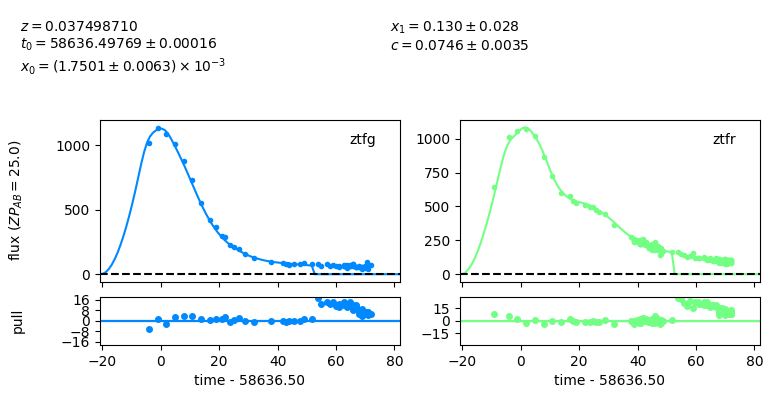 z = 0.037498710
t₀ = 58636.49769 ± 0.00016
x₀ = (1.7501 ± 0.0063) × 10⁻³
x₁ = 0.130 ± 0.028
c = 0.0746 ± 0.0035
flux (ZP_AB = 25.0)
1000
500
0
ztfg
1000
750
500
250
0
ztfr
pull
16
8
0
−8
−16
−20 0 20 40 60 80
time - 58636.50
15
0
−15
−20 0 20 40 60 80
time - 58636.50